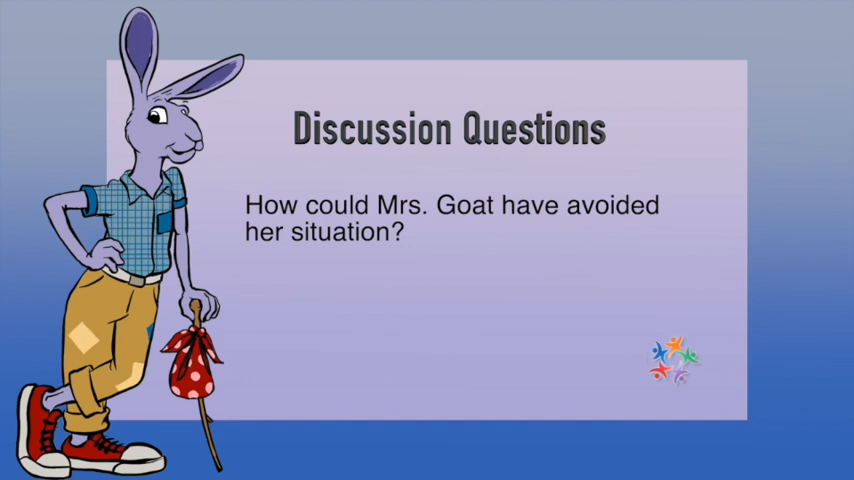 Discussion Questions
How could Mrs. Goat have avoided
her situation?